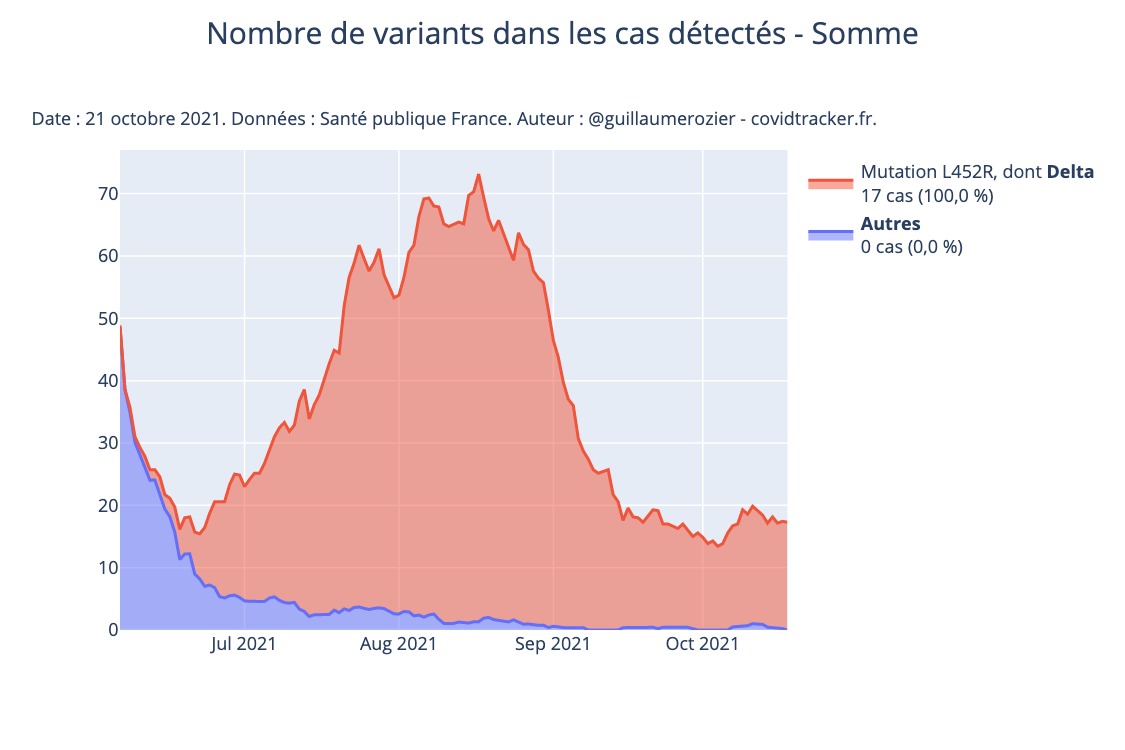 Nombre de variants dans les cas détectés - Somme
Date : 21 octobre 2021. Données : Santé publique France. Auteur : @guillaumerozier - covidtracker.fr.
Mutation L452R, dont Delta
17 cas (100,0 %)
Autres
0 cas (0,0 %)
70
60
50
40
30
20
10
0
Jul 2021 Aug 2021 Sep 2021 Oct 2021